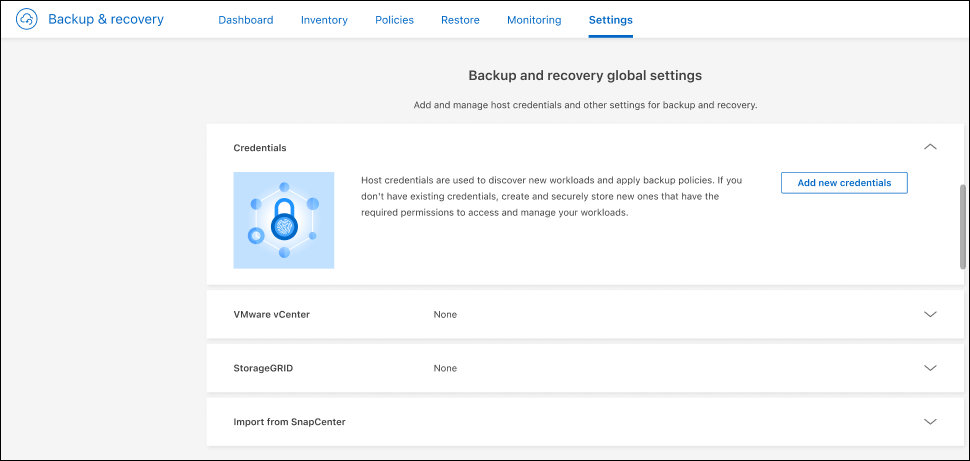 Backup & recovery
Dashboard
Inventory
Policies
Restore
Monitoring
Settings
Backup and recovery global settings
Add and manage host credentials and other settings for backup and recovery.
Credentials
Host credentials are used to discover new workloads and apply backup policies. If you
don't have existing credentials, create and securely store new ones that have the
required permissions to access and manage your workloads.
Add new credentials
VMware vCenter
None
StorageGRID
None
Import from SnapCenter